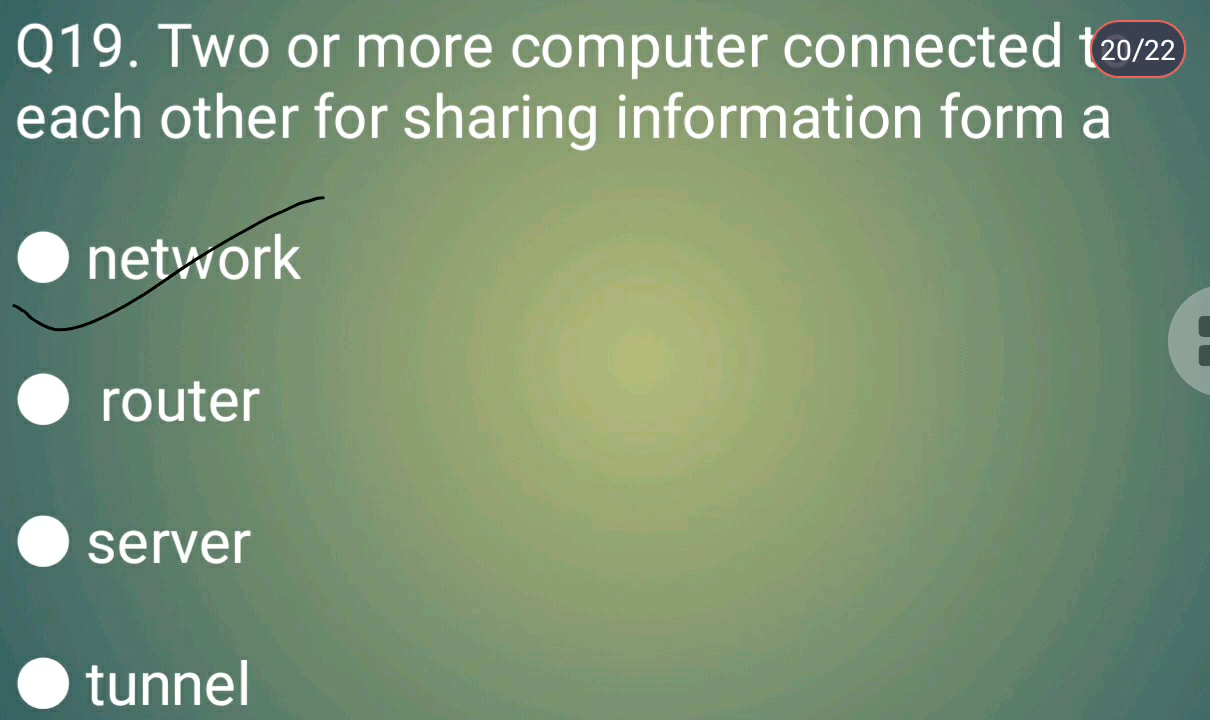 Q19. Two or more computer connected
20/22
each other for sharing information form a
network
router
server
tunnel